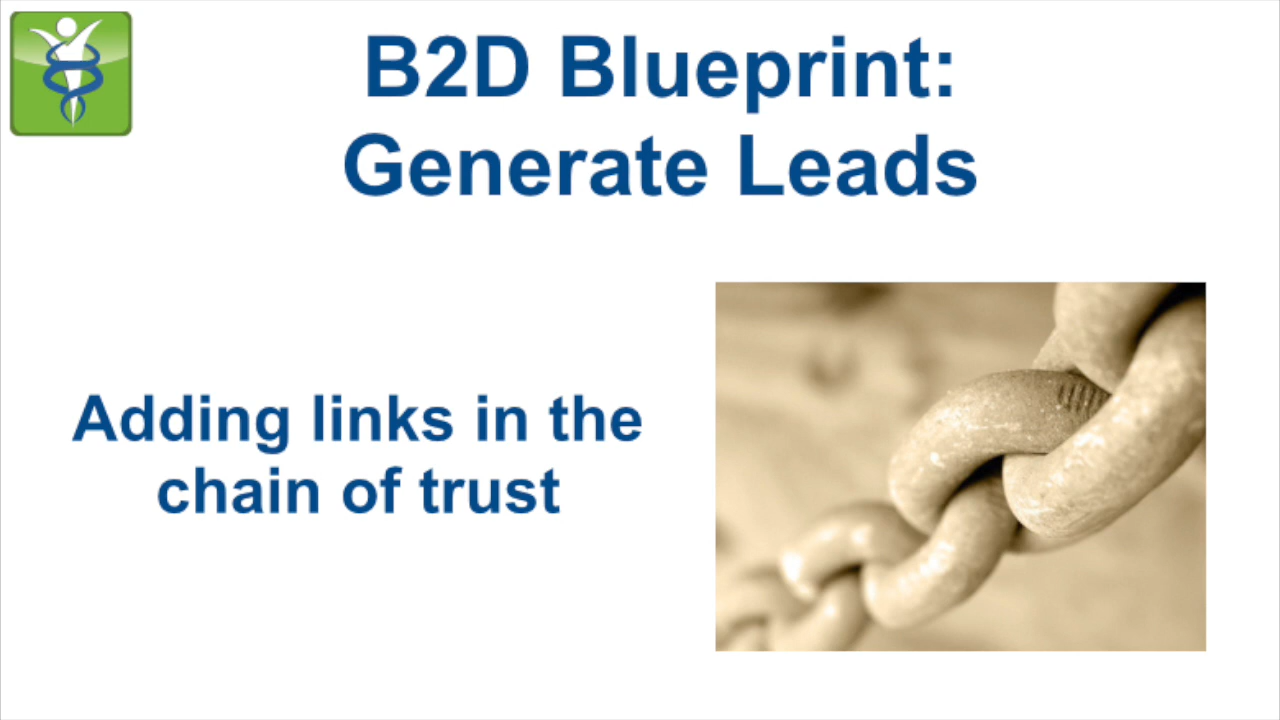 B2D Blueprint:
Generate Leads
Adding links in the
chain of trust